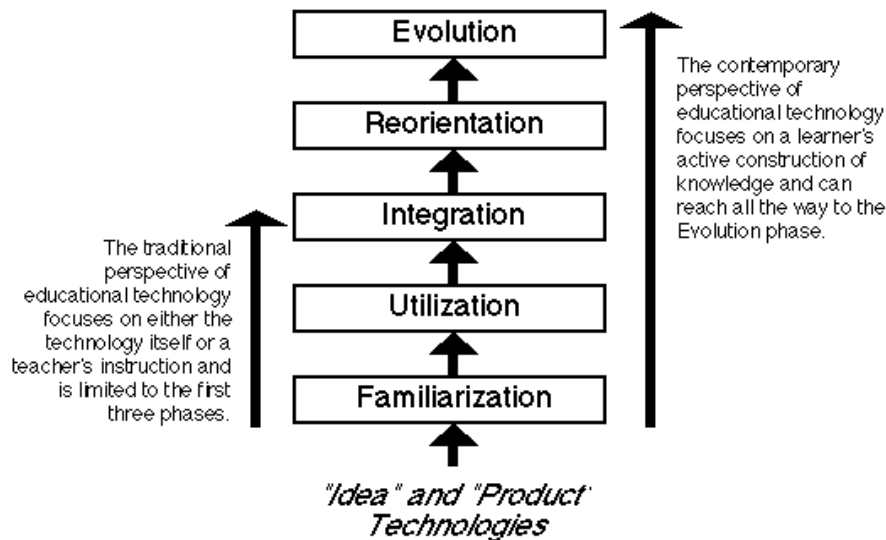 Evolution
Reorientation
Integration
Utilization
Familiarization
"Idea" and "Product"
Technologies
The traditional
perspective of
educational technology
focuses on either the
technology itself or a
teacher's instruction and
is limited to the first
three phases.
The contemporary
perspective of
educational technology
focuses on a learner's
active construction of
knowledge and can
reach all the way to the
Evolution phase.